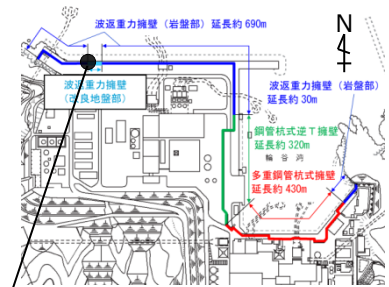 波返重力擁壁（岩盤部）延長約 690m
N
波返重力擁壁
（改良地盤部）
波返重力擁壁（岩盤部）
延長約 30m
鋼管杭式逆T擁壁
延長約 320m
輪谷湾
多重鋼管杭式擁壁
延長約 430m